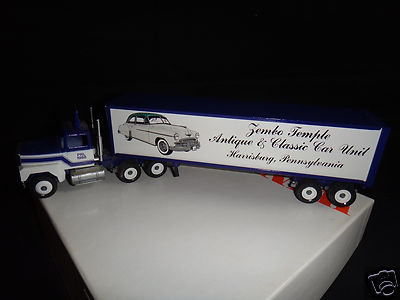 Zembo Temple
Antique & Classic Car Unit
Harrisburg, Pennsylvania